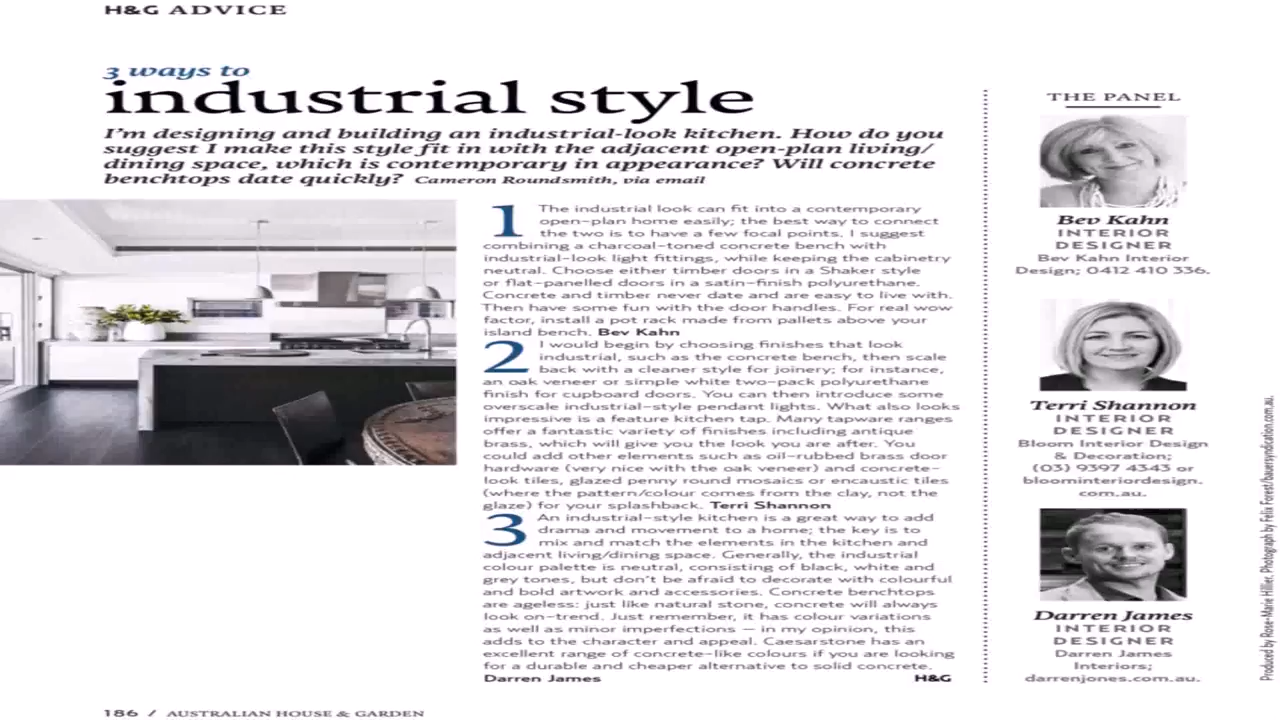 H&G ADVICE
3 ways to
industrial style
I'm designing and building an industrial-look kitchen. How do you
suggest I make this style fit in with the adjacent open-plan living/
dining space, which is contemporary in appearance? Will concrete
benchtops date quickly? Cameron Roundsmith, via email
1 The industrial look can fit into a contemporary
open-plan home easily; the best way to connect
the two is to have a few focal points. I suggest
combining a charcoal-toned concrete bench with
industrial-look light fittings, while keeping the cabinetry
neutral. Choose either timber doors in a Shaker style
or flat-panelled doors in a satin-finish polyurethane.
Concrete and timber never date and are easy to live with.
Then have some fun with the door handles. For real wow
factor, install a pot rack made from pallets above your
island bench. Bev Kahn
2 I would begin by choosing finishes that look
industrial, such as the concrete bench, then scale
back with a cleaner style for joinery; for instance,
an oak veneer or simple white two-pack polyurethane
finish for cupboard doors. You can then introduce some
overscale industrial-style pendant lights. What also looks
impressive is a feature kitchen tap. Many tapware ranges
offer a fantastic variety of finishes including antique
brass, which will give you the look you are after. You
could add other elements such as oil-rubbed brass door
hardware (very nice with the oak veneer) and concrete-
look tiles, glazed penny round mosaics or encaustic tiles
(where the pattern/colour comes from the clay, not the
glaze) for your splashback. Terri Shannon
3 An industrial-style kitchen is a great way to add
drama and movement to a home; the key is to
mix and match the elements in the kitchen and
adjacent living/dining space. Generally, the industrial
colour palette is neutral, consisting of black, white and
grey tones, but don't be afraid to decorate with colourful
and bold artwork and accessories. Concrete benchtops
are ageless: just like natural stone, concrete will always
look on-trend. Just remember, it has colour variations
as well as minor imperfections — in my opinion, this
adds to the character and appeal. Caesarstone has an
excellent range of concrete-like colours if you are looking
for a durable and cheaper alternative to solid concrete.
Darren James H&G
THE PANEL
Bev Kahn
INTERIOR
DESIGNER
Bev Kahn Interior
Design; 0412 410 336.
Terri Shannon
INTERIOR
DESIGNER
Bloom Interior Design
& Decoration;
(03) 9397 4343 or
bloominteriordesign.
com.au.
Darren James
INTERIOR
DESIGNER
Darren James
Interiors;
darrenjones.com.au.
Produced by Rose-Marie Hillier. Photograph by Felix Forest/bauersyndication.com.au.
186 / AUSTRALIAN HOUSE & GARDEN